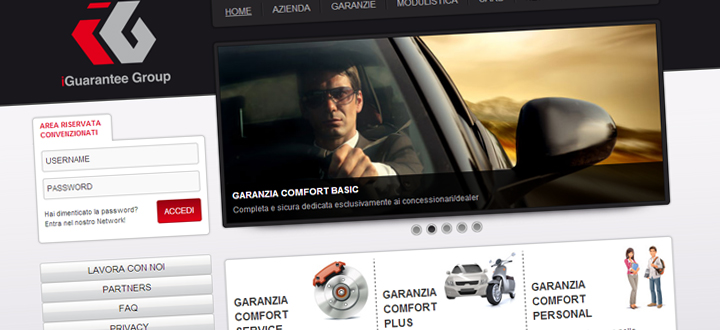 HOME AZIENDA GARANZIE MODULISTICA
iG
iGuarantee Group
AREA RISERVATA
CONVENZIONATI
USERNAME
PASSWORD
Hai dimenticato la password?
Entra nel nostro Network!
ACCEDI
GARANZIA COMFORT BASIC
Completa e sicura dedicata esclusivamente ai concessionari/dealer
LAVORA CON NOI
PARTNERS
FAQ
PRIVACY
GARANZIA
COMFORT
SERVICE
GARANZIA
COMFORT
PLUS
GARANZIA
COMFORT
PERSONAL